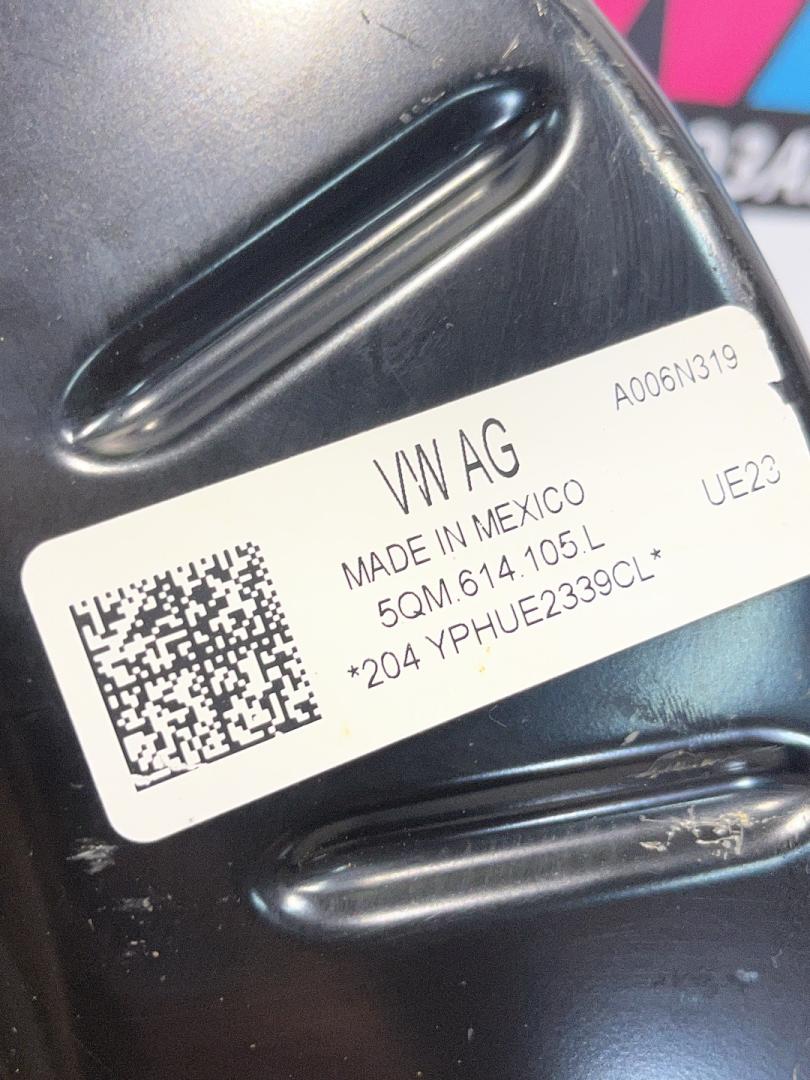 A006N319
VW AG
UE23
MADE IN MEXICO
5QM.614.105.L
*204 YPHUE2339CL*